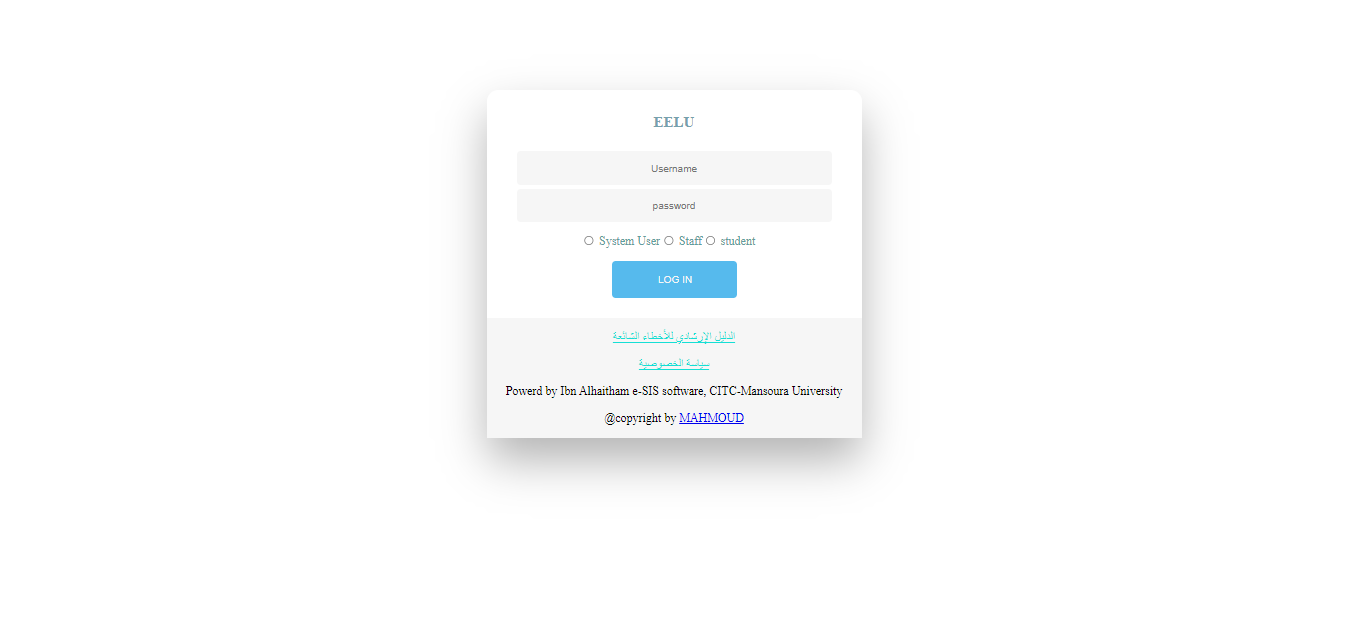 EELU
Username
password
System User Staff student
LOG IN
الدليل الإرشادي للأخطاء الشائعة
سياسة الخصوصية
Powerd by Ibn Alhaitham e-SIS software, CITC-Mansoura University
@copyright by MAHMOUD